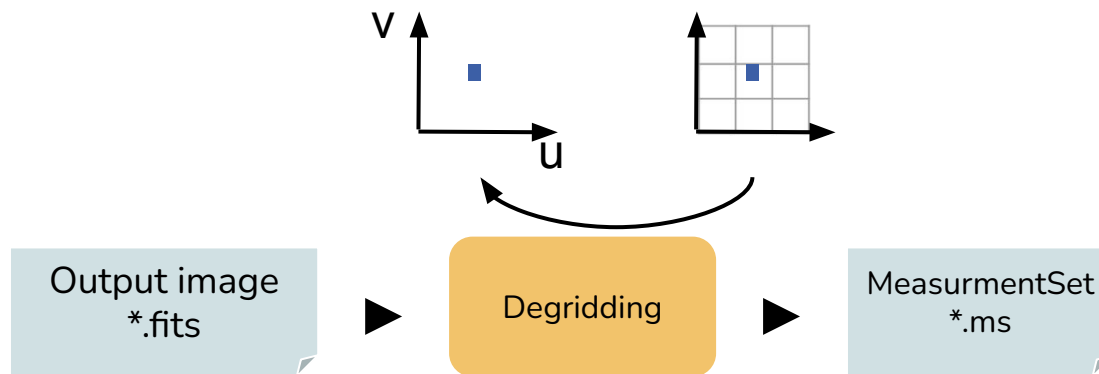 v
u
Output image
*.fits
Degridding
MeasurmentSet
*.ms